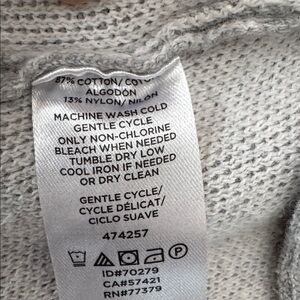 87% COTTON/ COTON/
ALGODÓN
13% NYLON/ NILÓN
MACHINE WASH COLD
GENTLE CYCLE
ONLY NON-CHLORINE
BLEACH WHEN NEEDED
TUMBLE DRY LOW
COOL IRON IF NEEDED
OR DRY CLEAN
GENTLE CYCLE/
CYCLE DÉLICAT/
CICLO SUAVE
474257
ID#70279
CA#57421
RN#77379